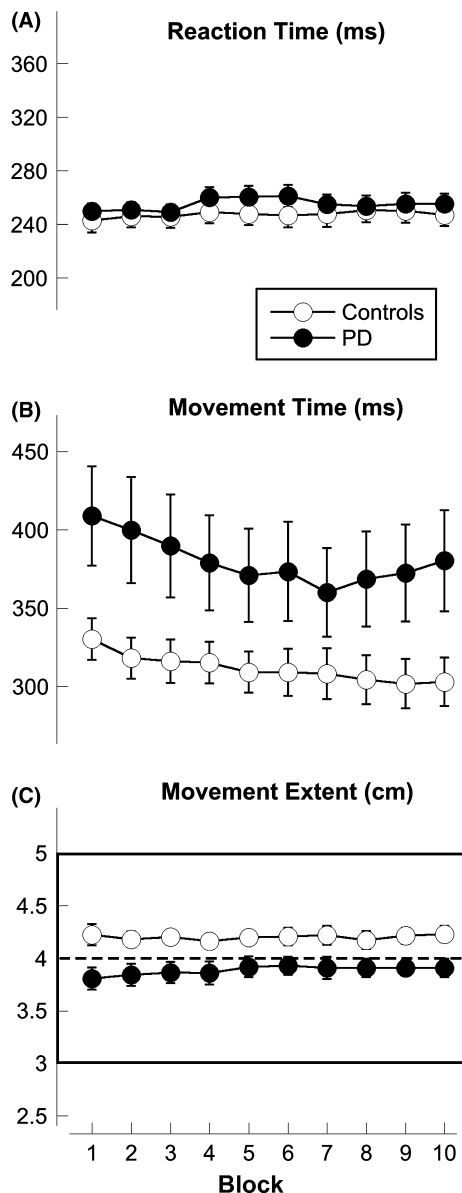 (A) Reaction Time (ms)
360
320
280
240
200
Controls
PD
(B) Movement Time (ms)
450
400
350
300
(C) Movement Extent (cm)
5
4.5
4
3.5
3
2.5
1 2 3 4 5 6 7 8 9 10
Block